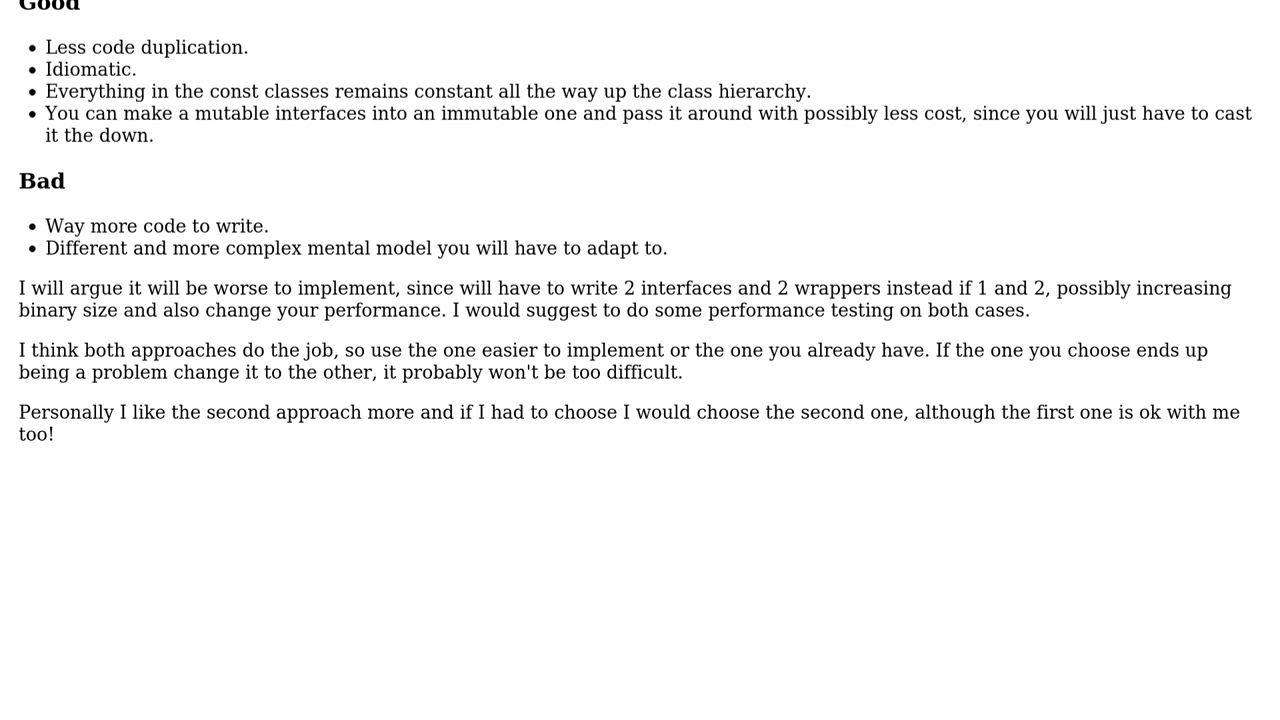 Good
• Less code duplication.
• Idiomatic.
• Everything in the const classes remains constant all the way up the class hierarchy.
• You can make a mutable interfaces into an immutable one and pass it around with possibly less cost, since you will just have to cast
it the down.
Bad
• Way more code to write.
• Different and more complex mental model you will have to adapt to.
I will argue it will be worse to implement, since will have to write 2 interfaces and 2 wrappers instead if 1 and 2, possibly increasing
binary size and also change your performance. I would suggest to do some performance testing on both cases.
I think both approaches do the job, so use the one easier to implement or the one you already have. If the one you choose ends up
being a problem change it to the other, it probably won't be too difficult.
Personally I like the second approach more and if I had to choose I would choose the second one, although the first one is ok with me
too!